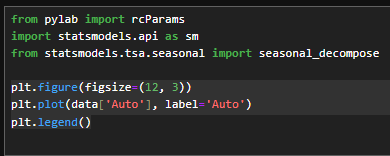 from pylab import rcParams
import statsmodels.api as sm
from statsmodels.tsa.seasonal import seasonal_decompose
plt.figure(figsize=(12, 3))
plt.plot(data['Auto'], label='Auto')
plt.legend()